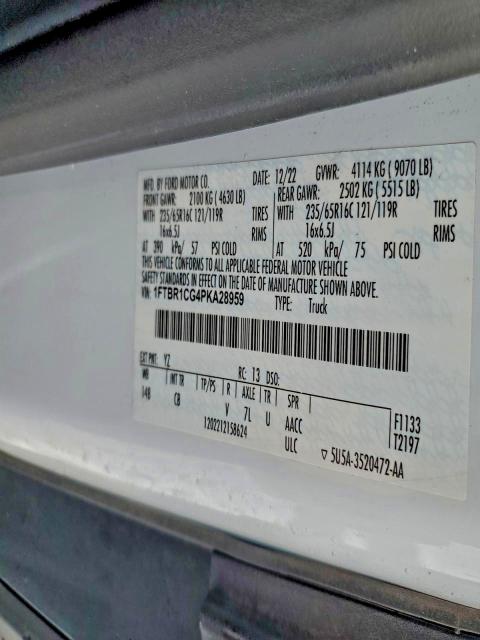 MFD. BY FORD MOTOR CO. DATE: 12/22 GVWR: 4114 KG ( 9070 LB)
FRONT GAWR: 2100 KG ( 4630 LB) REAR GAWR: 2502 KG ( 5515 LB)
WITH 235/65R16C 121/119R TIRES WITH 235/65R16C 121/119R TIRES
16x6.5J RIMS 16x6.5J RIMS
AT 390 kPa/ 57 PSI COLD AT 520 kPa/ 75 PSI COLD
THIS VEHICLE CONFORMS TO ALL APPLICABLE FEDERAL MOTOR VEHICLE
SAFETY STANDARDS IN EFFECT ON THE DATE OF MANUFACTURE SHOWN ABOVE.
VIN: 1FTBR1CG4PKA28959 TYPE: Truck
EXT PNT: YZ RC: 13 DSO:
WB INT TR TP/PS R AXLE TR SPR
148 CB V 7L U AACC F1133
1202212158624 ULC T2197
▽ 5U5A-3520472-AA